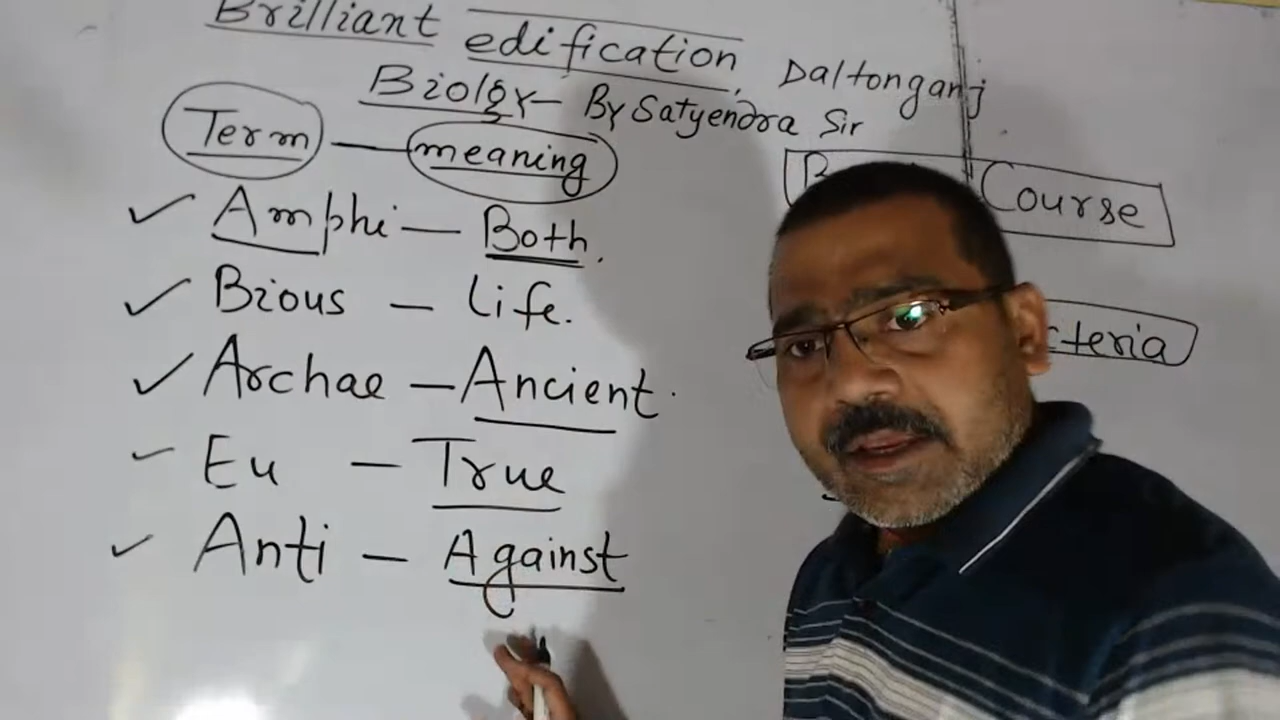 Brilliant edification, Daltonganj
Biology - By Satyendra Sir
Term — meaning
Amphi — Both.
Bious — Life.
Archae — Ancient.
Eu — True
Anti — Against
Course
cteria